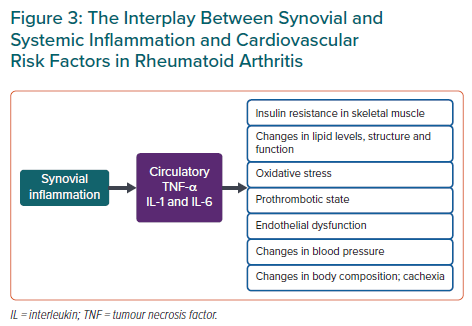 Figure 3: The Interplay Between Synovial and
Systemic Inflammation and Cardiovascular
Risk Factors in Rheumatoid Arthritis
Synovial
inflammation
Circulatory
TNF-α
IL-1 and IL-6
Insulin resistance in skeletal muscle
Changes in lipid levels, structure and
function
Oxidative stress
Prothrombotic state
Endothelial dysfunction
Changes in blood pressure
Changes in body composition; cachexia
IL = interleukin; TNF = tumour necrosis factor.